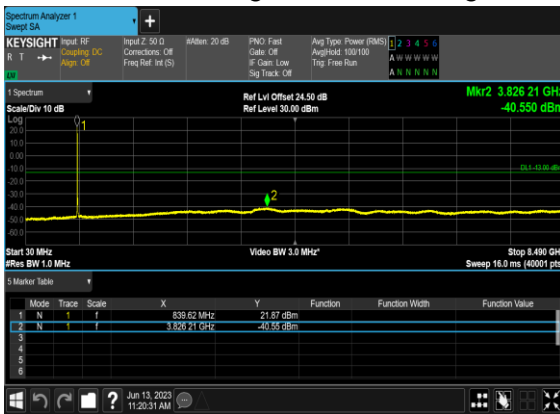 Spectrum Analyzer 1
Swept SA
KEYSIGHT
R T
LV
Input: RF
Coupling: DC
Align: Off
Input Z: 50 Ω
Corrections: Off
Freq Ref: Int (S)
#Atten: 20 dB
PNO: Fast
Gate: Off
IF Gain: Low
Sig Track: Off
Avg Type: Power (RMS)
Avg|Hold: 100/100
Trig: Free Run
1 2 3 4 5 6
A W W W W W
A N N N N N
1 Spectrum
Scale/Div 10 dB
Ref Lvl Offset 24.50 dB
Ref Level 30.00 dBm
Mkr2 3.826 21 GHz
-40.550 dBm
Log
20.0
10.0
0.00
-10.0
-20.0
-30.0
-40.0
-50.0
-60.0
1
2
DL1 -13.00 dBm
Start 30 MHz
#Res BW 1.0 MHz
Video BW 3.0 MHz*
Stop 8.490 GHz
Sweep 16.0 ms (40001 pts)
5 Marker Table
Mode Trace Scale X Y Function Function Width Function Value
1 N 1 f 839.62 MHz 21.87 dBm
2 N 1 f 3.826 21 GHz -40.55 dBm
3
4
5
6
?
Jun 13, 2023
11:20:31 AM